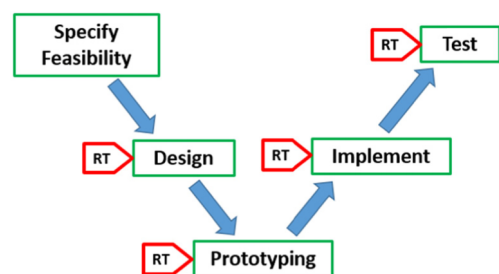 Specify
Feasibility
RT
Test
RT
Design
RT
Implement
RT
Prototyping